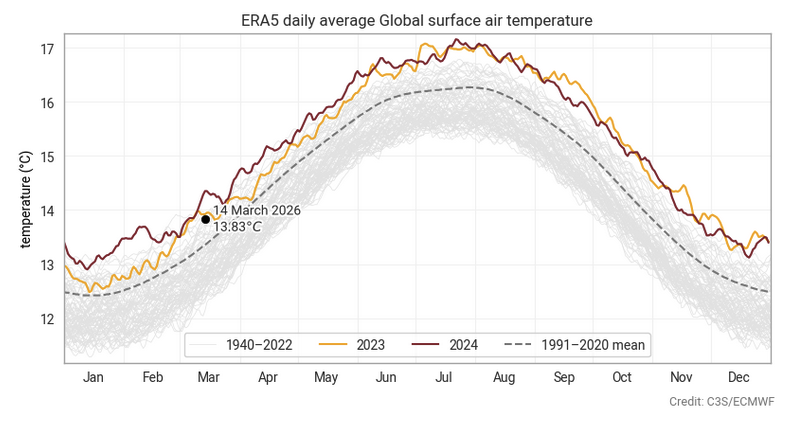 ERA5 daily average Global surface air temperature
temperature (°C)
17
16
15
14
13
12
14 March 2026
13.83°C
1940–2022
2023
2024
1991–2020 mean
Jan Feb Mar Apr May Jun Jul Aug Sep Oct Nov Dec
Credit: C3S/ECMWF